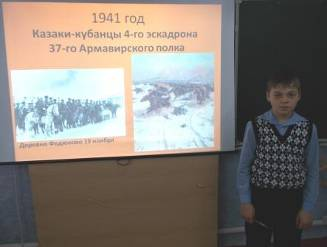 1941 год
Казаки-кубанцы 4-го эскадрона
37-го Армавирского полка
Деревня Федюково 19 ноября